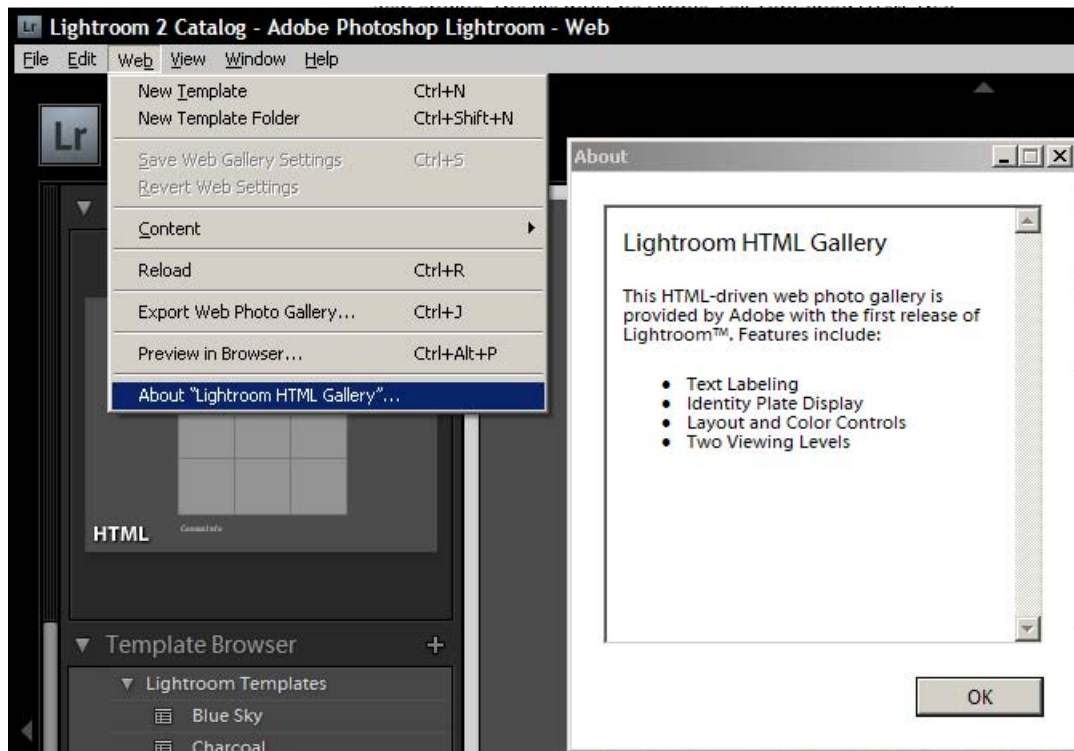 Lr Lightroom 2 Catalog - Adobe Photoshop Lightroom - Web
File Edit Web View Window Help
New Template Ctrl+N
New Template Folder Ctrl+Shift+N
Save Web Gallery Settings Ctrl+S
Revert Web Settings
Content
Reload Ctrl+R
Export Web Photo Gallery... Ctrl+J
Preview in Browser... Ctrl+Alt+P
About "Lightroom HTML Gallery"...
Lr
HTML
Contact Info
Template Browser
Lightroom Templates
Blue Sky
Charcoal
About
Lightroom HTML Gallery
This HTML-driven web photo gallery is
provided by Adobe with the first release of
Lightroom™. Features include:
• Text Labeling
• Identity Plate Display
• Layout and Color Controls
• Two Viewing Levels
OK